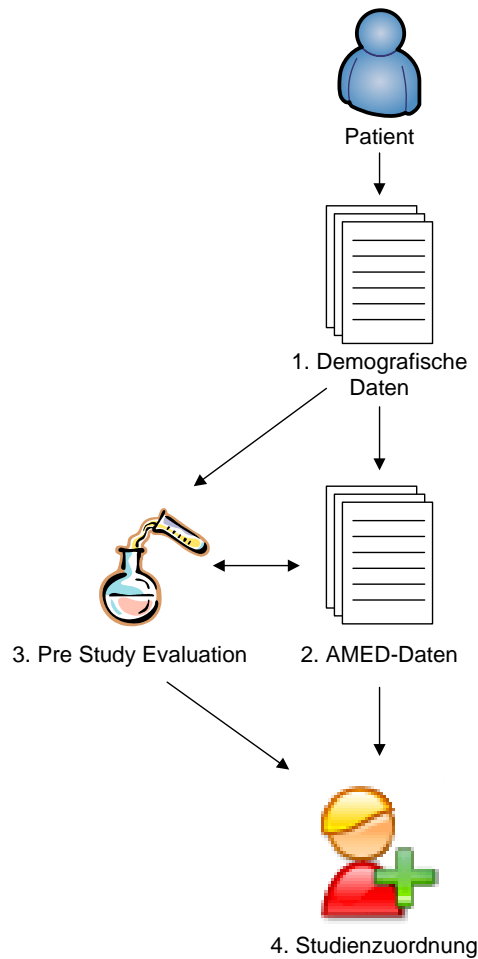 Patient
1. Demografische
Daten
3. Pre Study Evaluation
2. AMED-Daten
4. Studienzuordnung